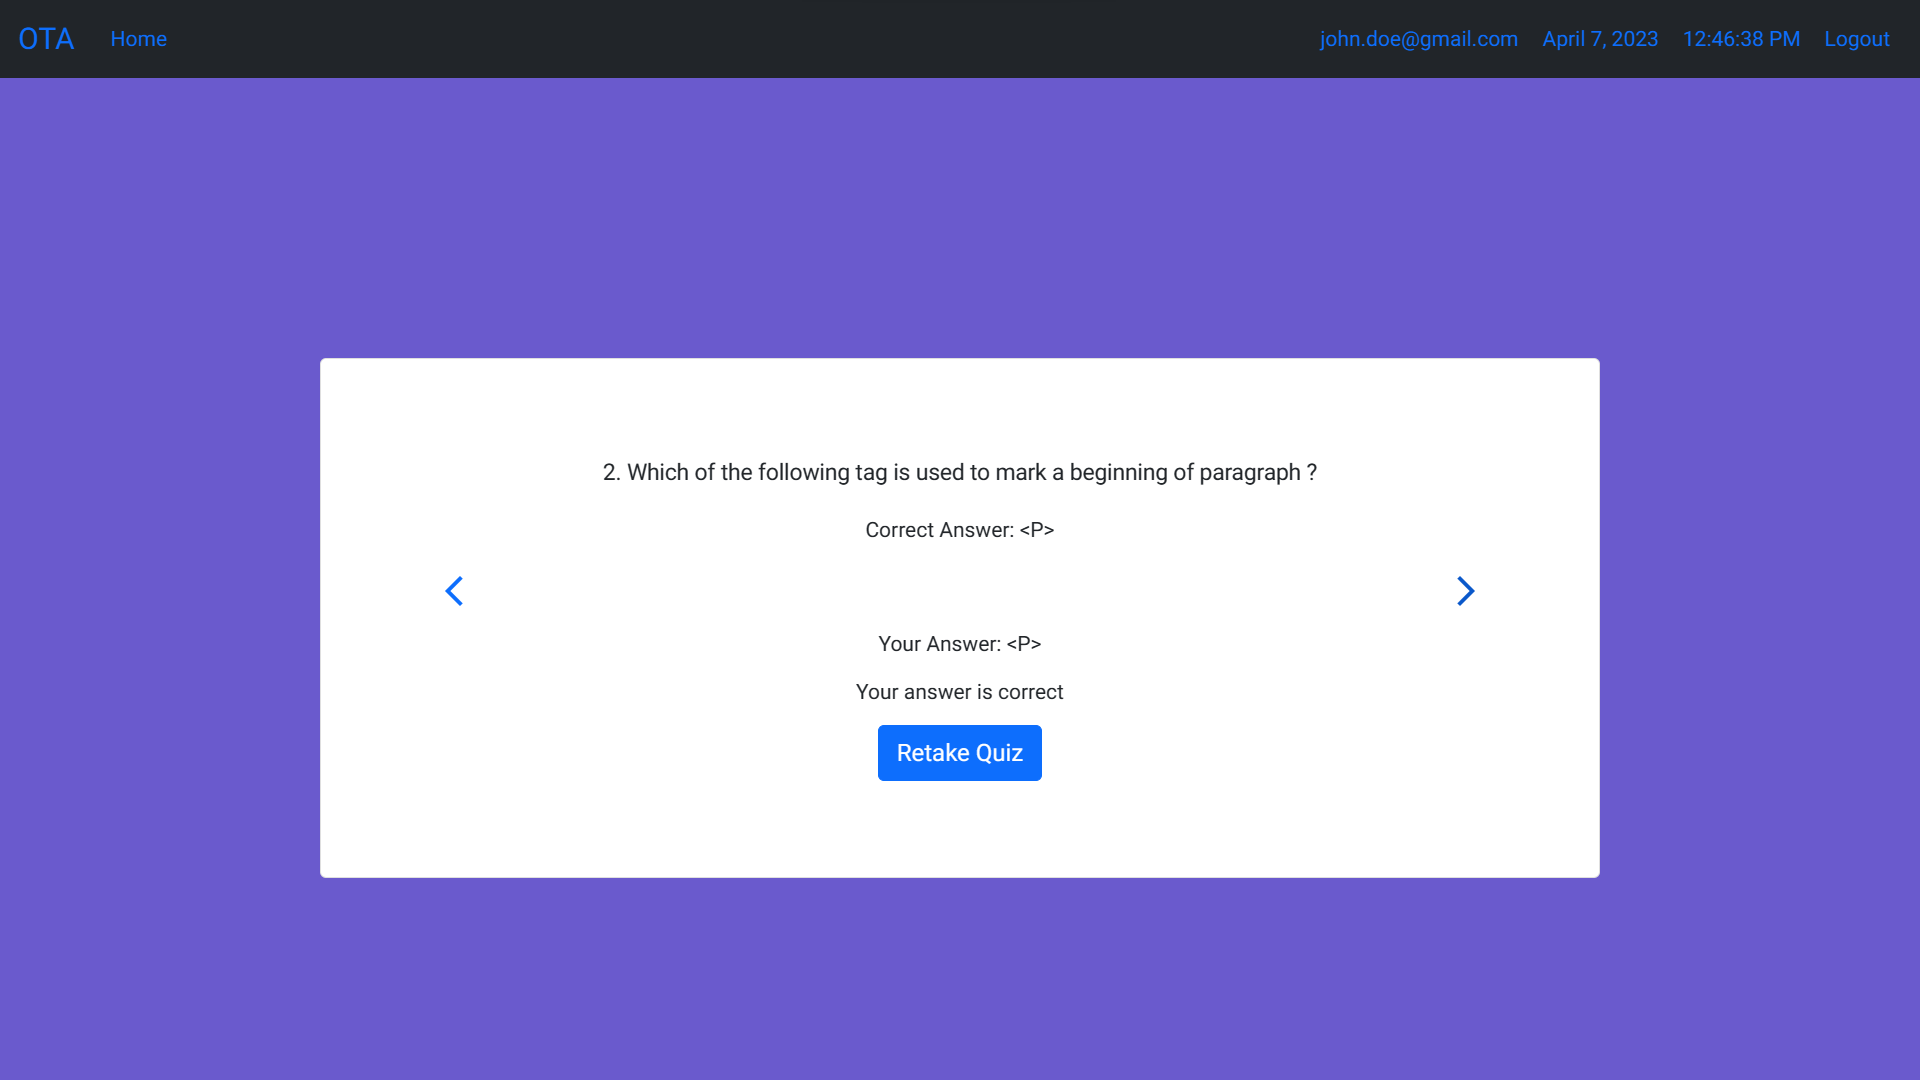 OTA Home john.doe@gmail.com April 7, 2023 12:46:38 PM Logout
2. Which of the following tag is used to mark a beginning of paragraph ?
Correct Answer: <P>
Your Answer: <P>
Your answer is correct
Retake Quiz